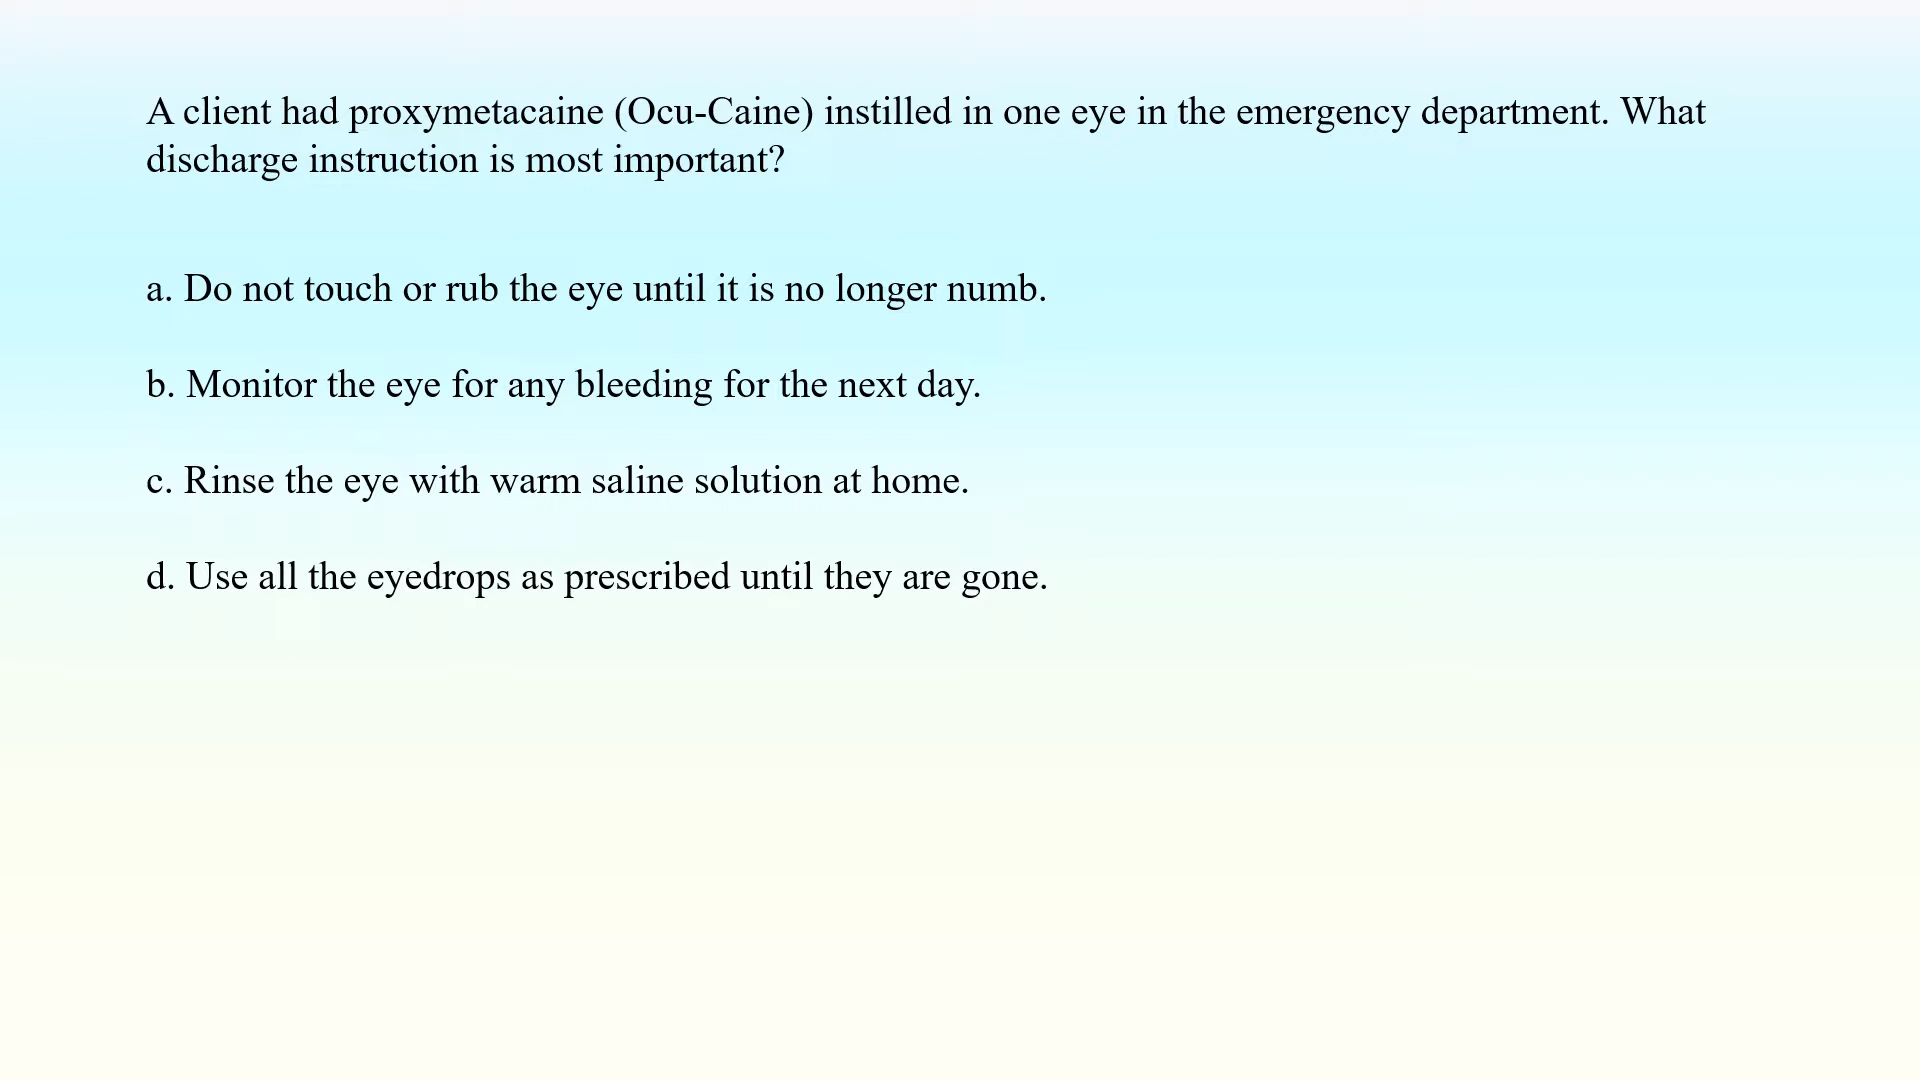 A client had proxymetacaine (Ocu-Caine) instilled in one eye in the emergency department. What
discharge instruction is most important?
a. Do not touch or rub the eye until it is no longer numb.
b. Monitor the eye for any bleeding for the next day.
c. Rinse the eye with warm saline solution at home.
d. Use all the eyedrops as prescribed until they are gone.